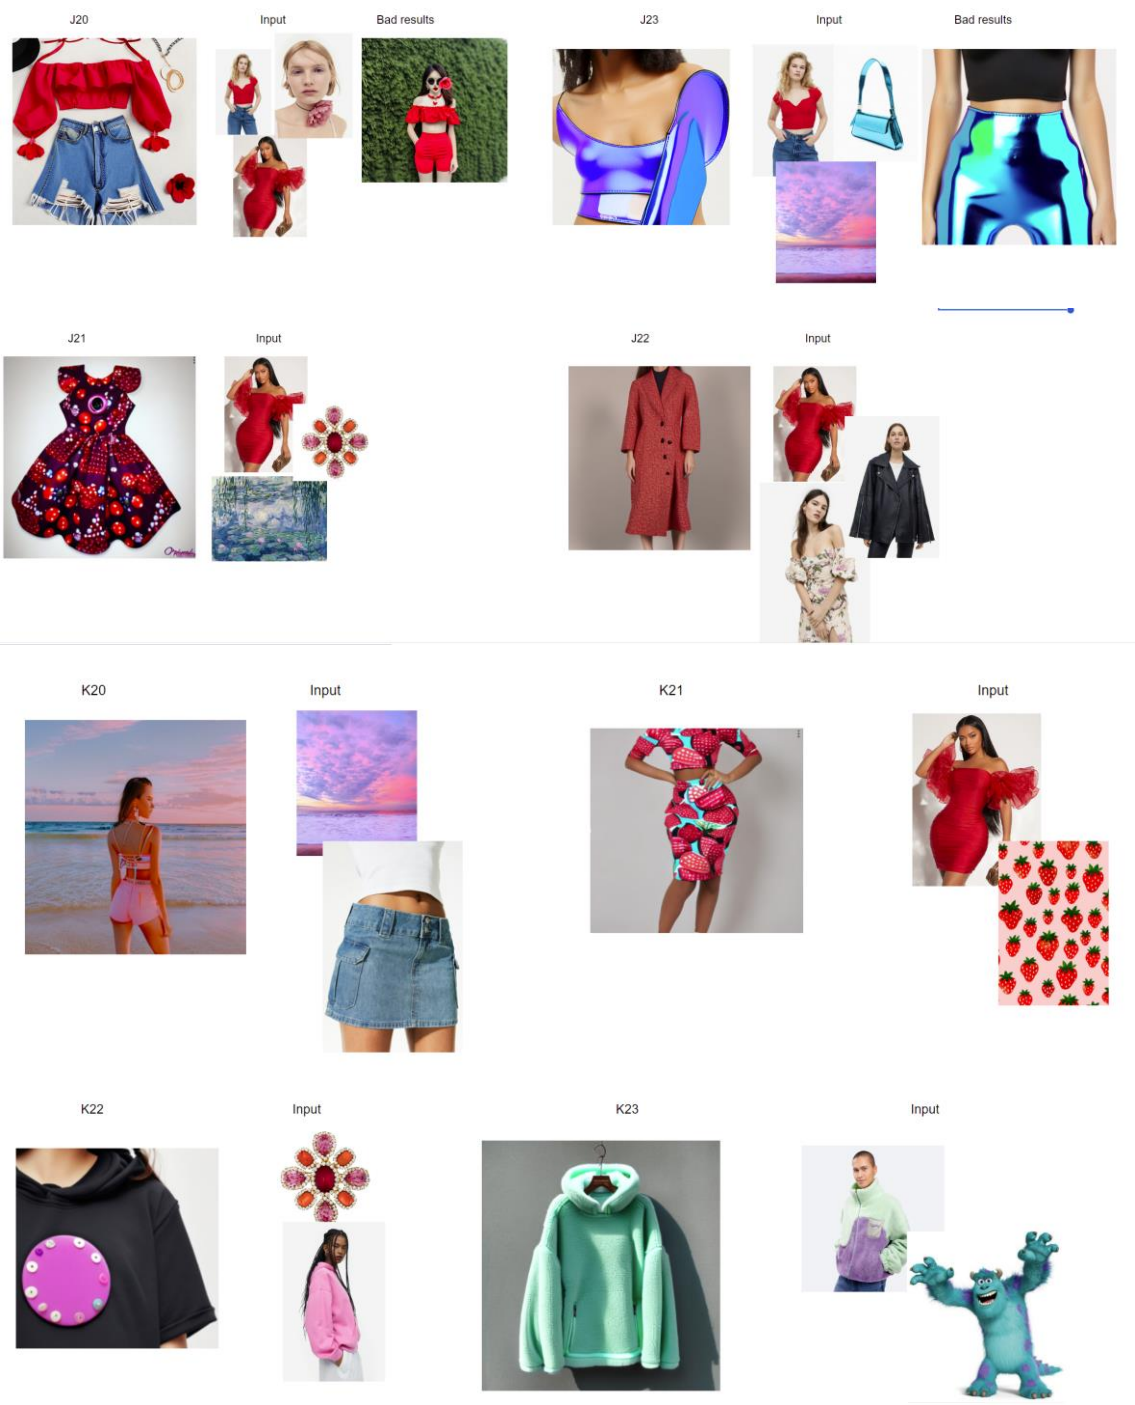 J20 Input Bad results J23 Input Bad results
J21 Input J22 Input
K20 Input K21 Input
K22 Input K23 Input